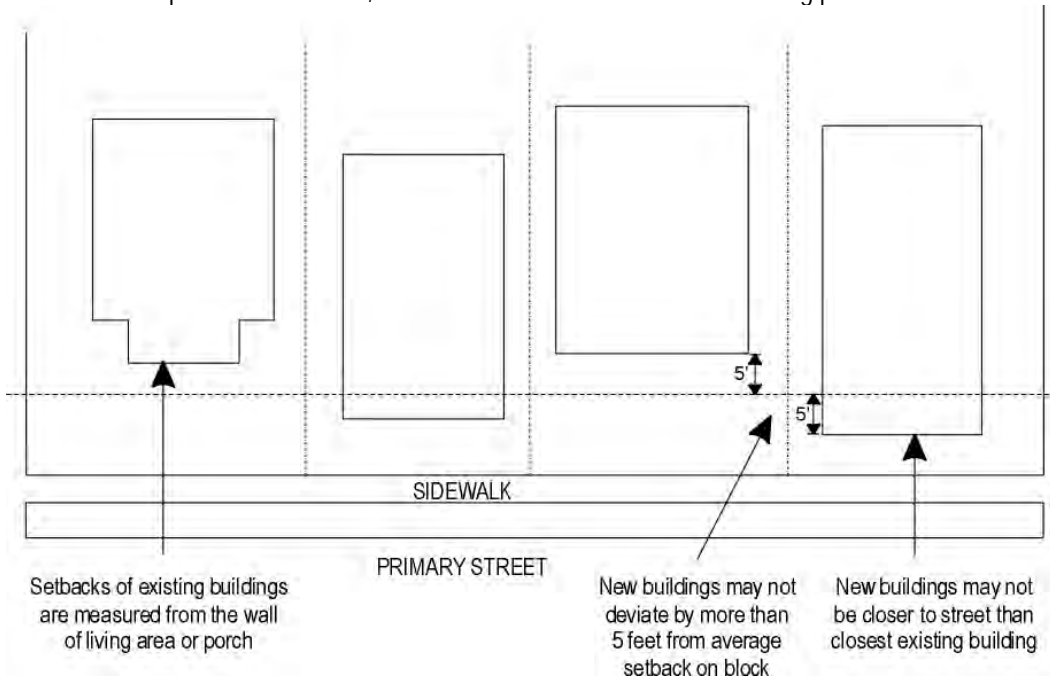 5'
5'
SIDEWALK
PRIMARY STREET
Setbacks of existing buildings
are measured from the wall
of living area or porch
New buildings may not
deviate by more than
5 feet from average
setback on block
New buildings may not
be closer to street than
closest existing building